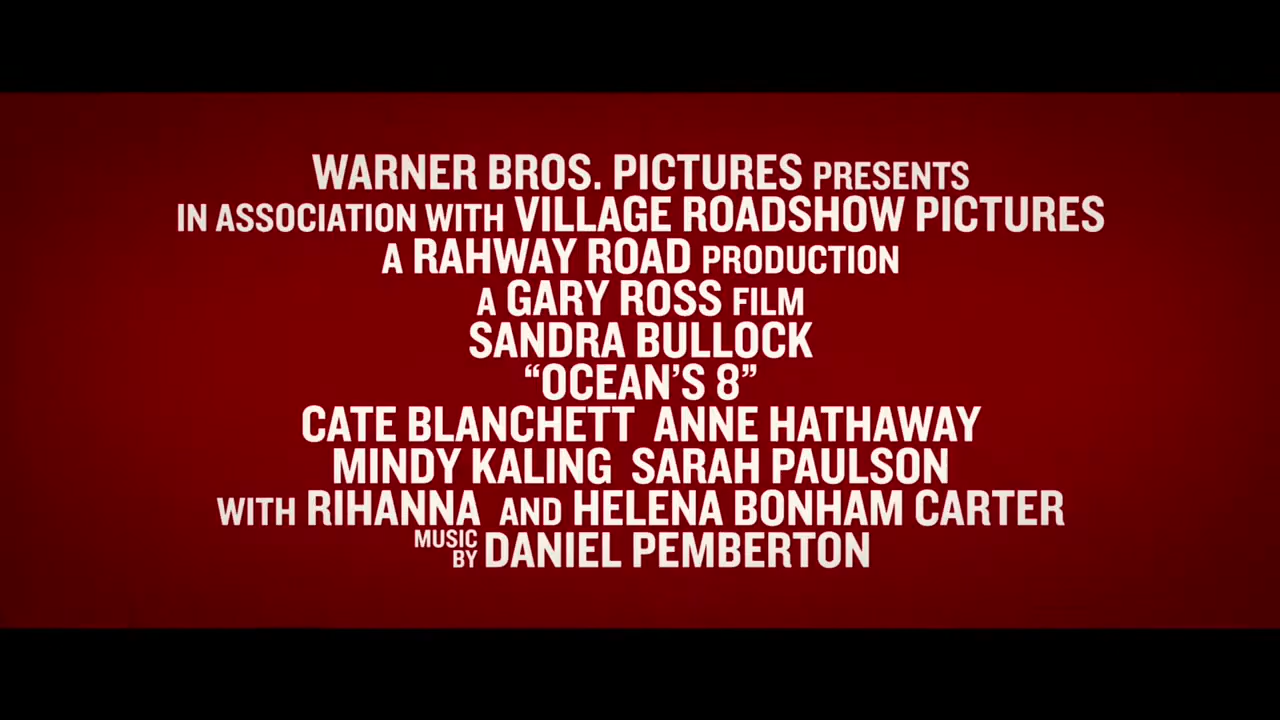 WARNER BROS. PICTURES PRESENTS
IN ASSOCIATION WITH VILLAGE ROADSHOW PICTURES
A RAHWAY ROAD PRODUCTION
A GARY ROSS FILM
SANDRA BULLOCK
“OCEAN’S 8”
CATE BLANCHETT ANNE HATHAWAY
MINDY KALING SARAH PAULSON
WITH RIHANNA AND HELENA BONHAM CARTER
MUSIC BY DANIEL PEMBERTON